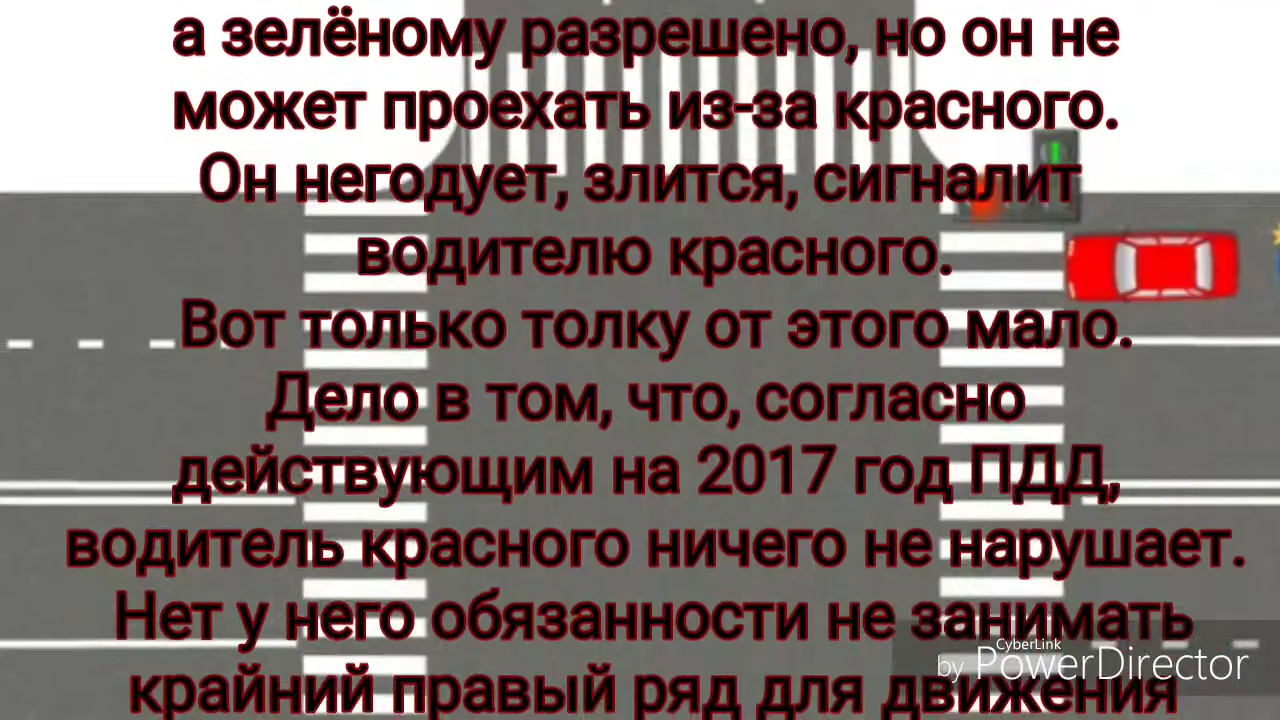 а зелёному разрешено, но он не
может проехать из-за красного.
Он негодует, злится, сигналит
водителю красного.
Вот только толку от этого мало.
Дело в том, что, согласно
действующим на 2017 год ПДД,
водитель красного ничего не нарушает.
Нет у него обязанности не занимать
крайний правый ряд для движения
CyberLink
by PowerDirector